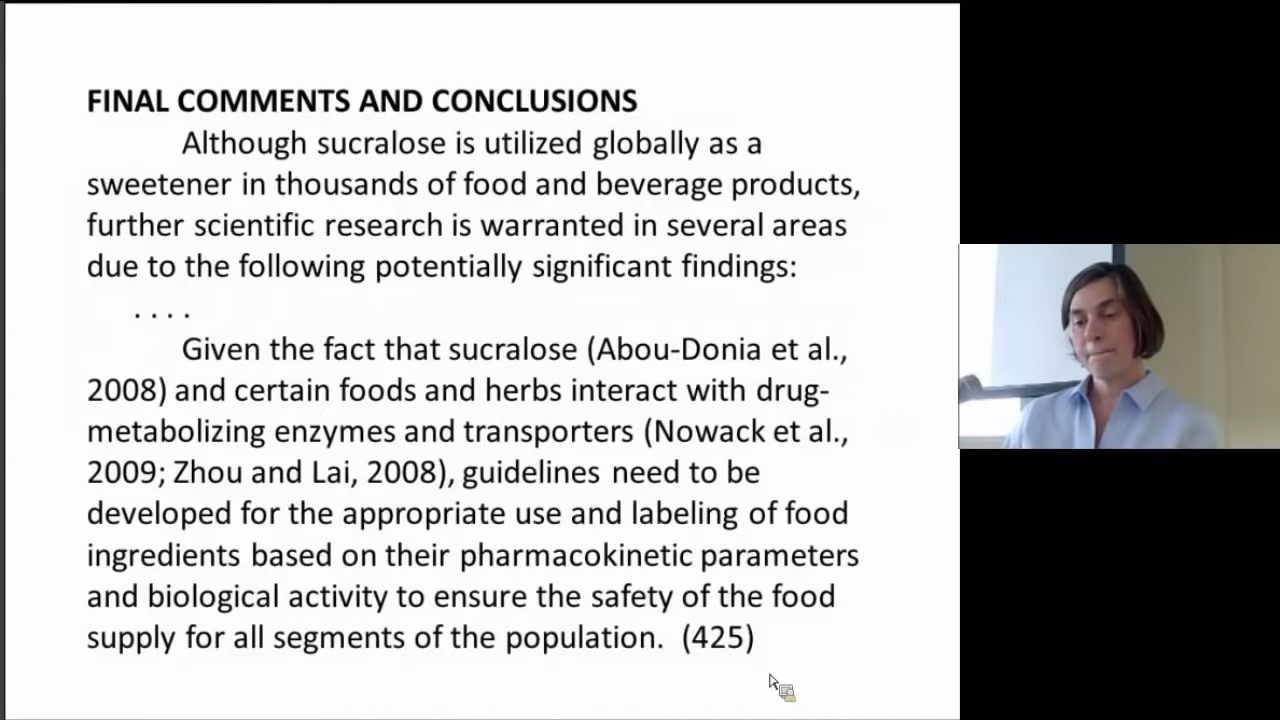 FINAL COMMENTS AND CONCLUSIONS
Although sucralose is utilized globally as a
sweetener in thousands of food and beverage products,
further scientific research is warranted in several areas
due to the following potentially significant findings:
. . . .
Given the fact that sucralose (Abou-Donia et al.,
2008) and certain foods and herbs interact with drug-
metabolizing enzymes and transporters (Nowack et al.,
2009; Zhou and Lai, 2008), guidelines need to be
developed for the appropriate use and labeling of food
ingredients based on their pharmacokinetic parameters
and biological activity to ensure the safety of the food
supply for all segments of the population. (425)